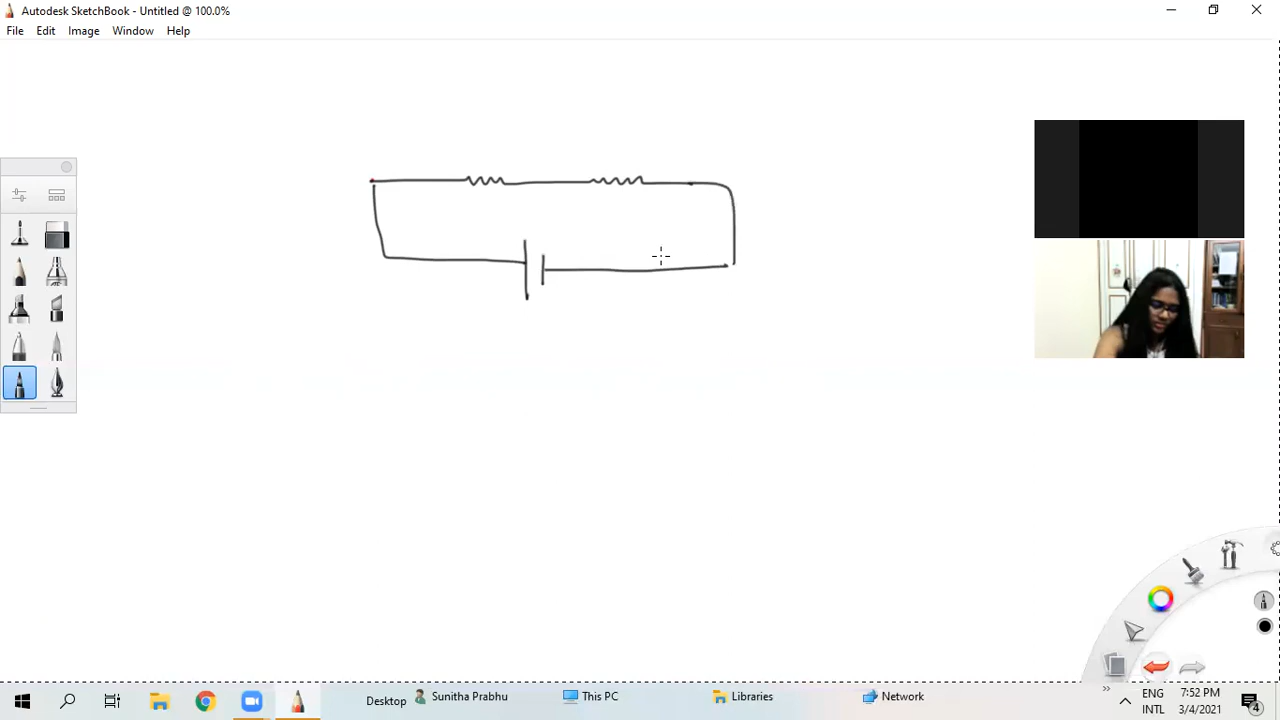 Autodesk SketchBook - Untitled @ 100.0%
File Edit Image Window Help
Desktop Sunitha Prabhu This PC Libraries Network
ENG 7:52 PM
INTL 3/4/2021
4